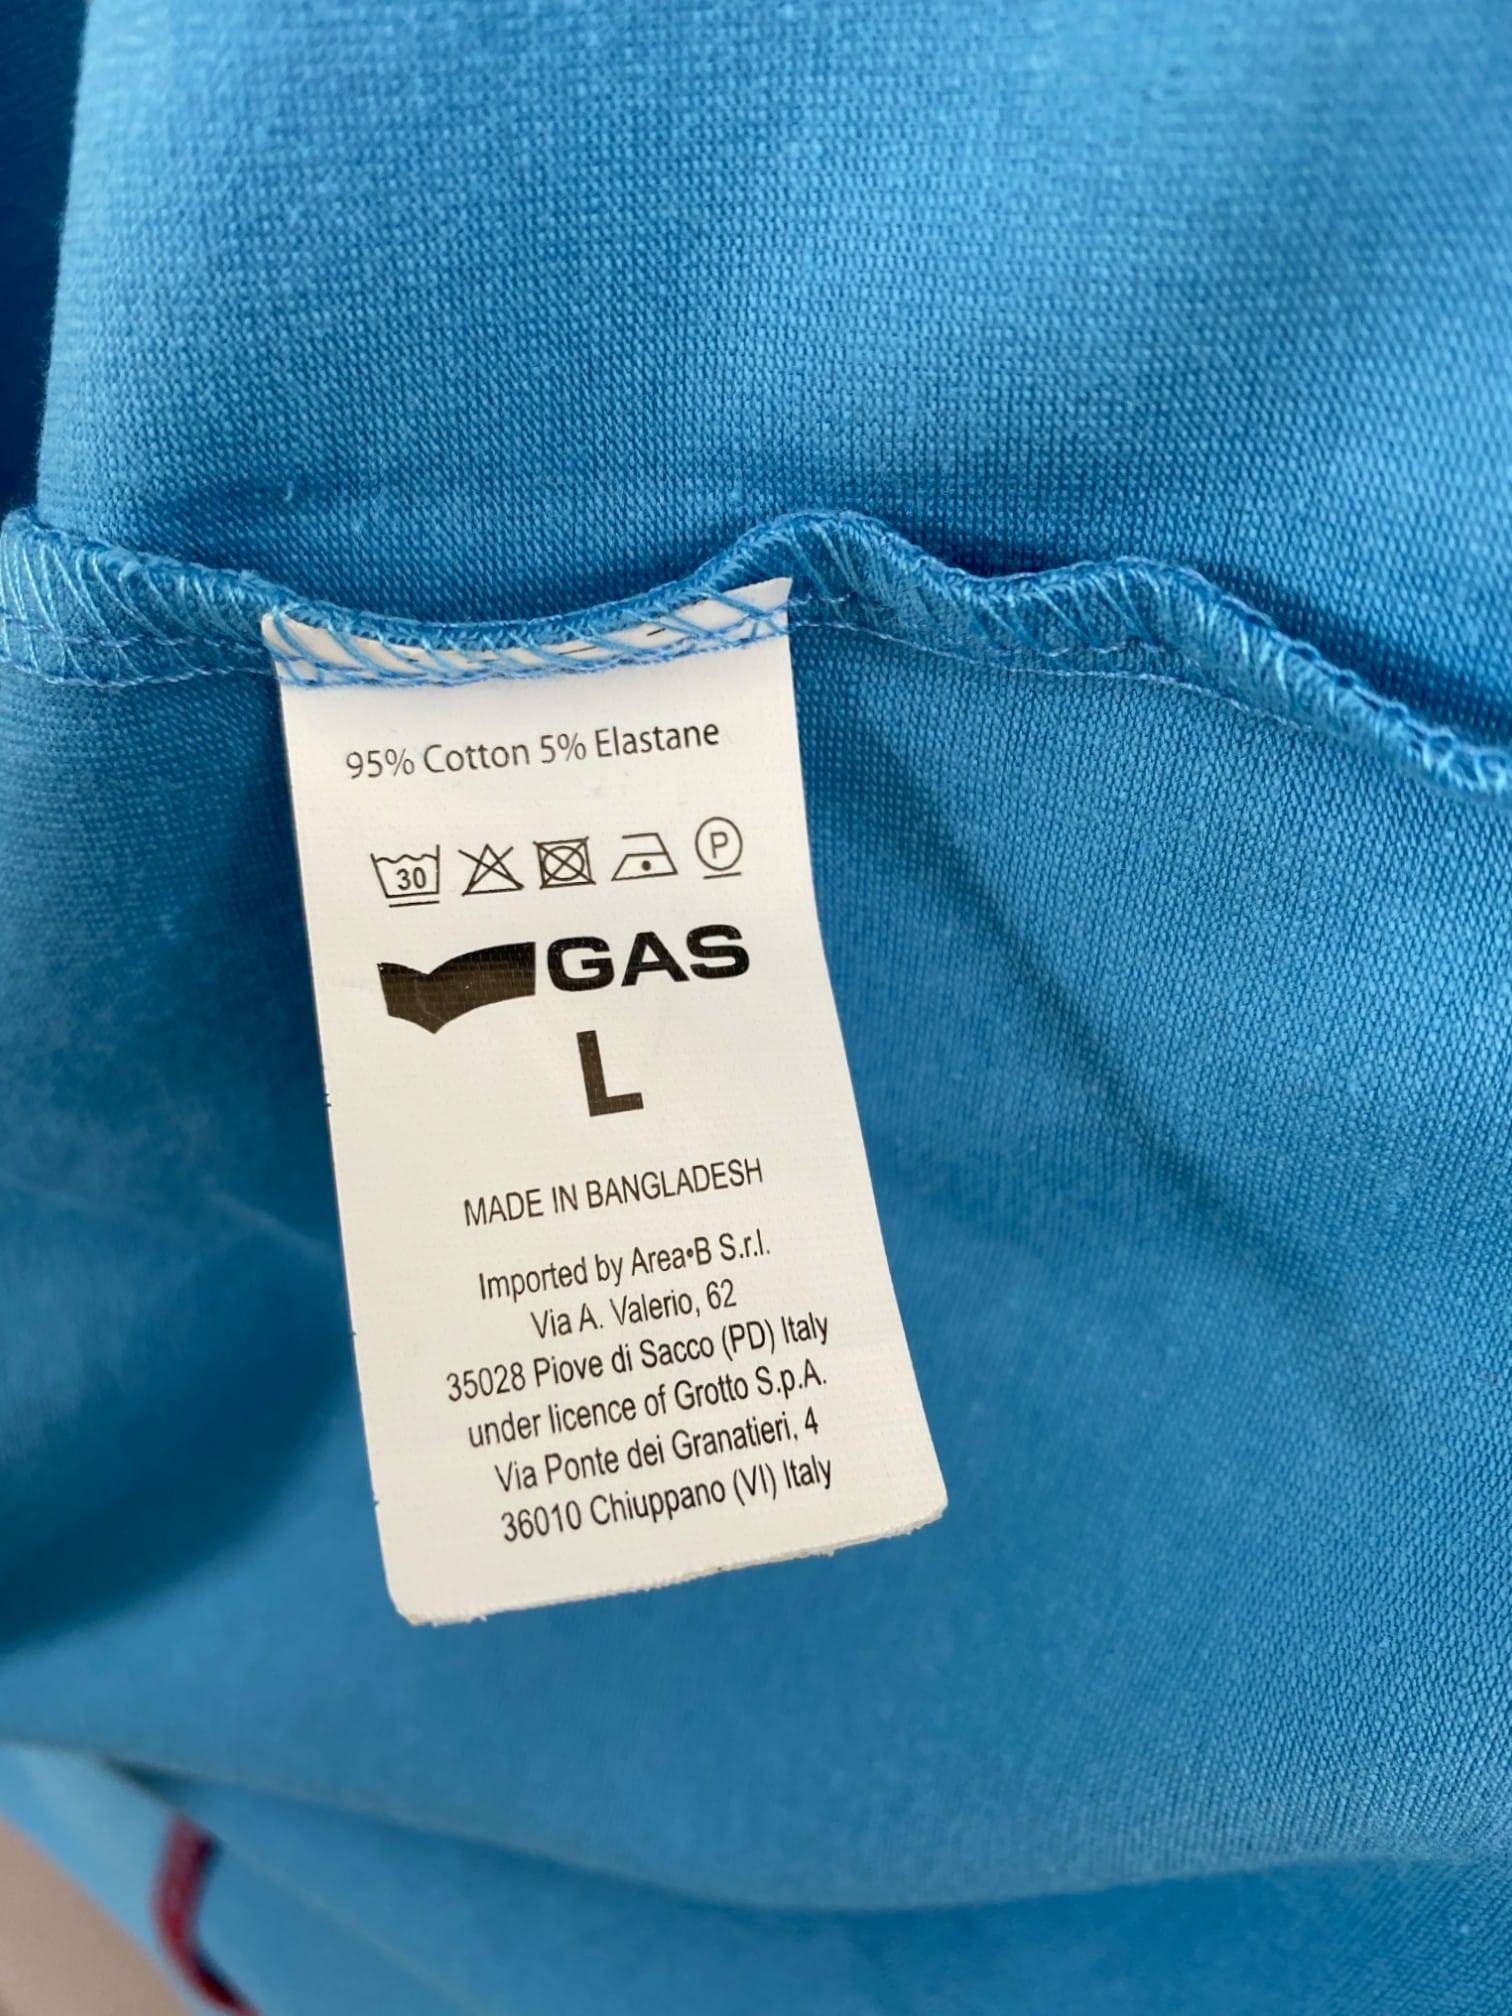 95% Cotton 5% Elastane
30 P
GAS
L
MADE IN BANGLADESH
Imported by Area•B S.r.l.
Via A. Valerio, 62
35028 Piove di Sacco (PD) Italy
under licence of Grotto S.p.A.
Via Ponte dei Granatieri, 4
36010 Chiuppano (VI) Italy